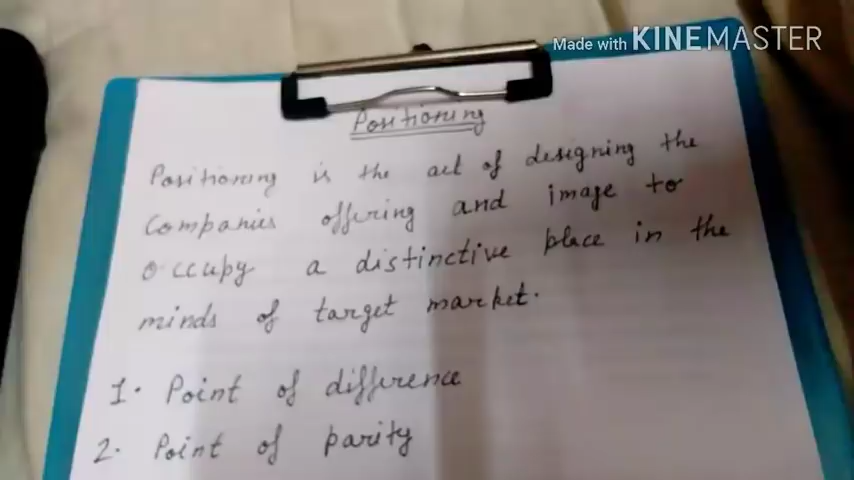 Made with KINEMASTER
Positioning
Positioning is the act of designing the
Companies offering and image to
occupy a distinctive place in the
minds of target market.
1. Point of difference
2. Point of parity